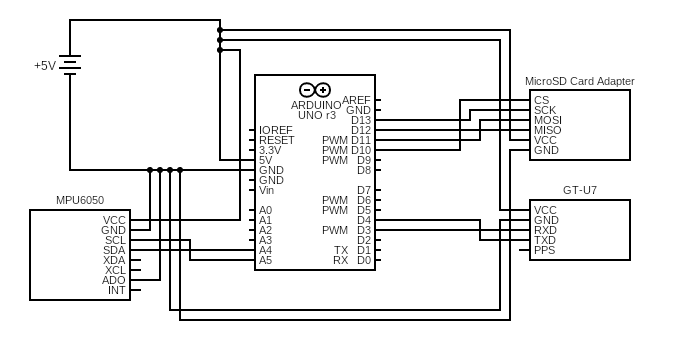 +5V
MicroSD Card Adapter
CS
SCK
MOSI
MISO
VCC
GND
ARDUINO
UNO r3
AREF
GND
D13
D12
PWM D11
PWM D10
PWM D9
D8
D7
PWM D6
PWM D5
D4
PWM D3
D2
TX D1
RX D0
IOREF
RESET
3.3V
5V
GND
GND
Vin
A0
A1
A2
A3
A4
A5
MPU6050
VCC
GND
SCL
SDA
XDA
XCL
ADO
INT
GT-U7
VCC
GND
RXD
TXD
PPS